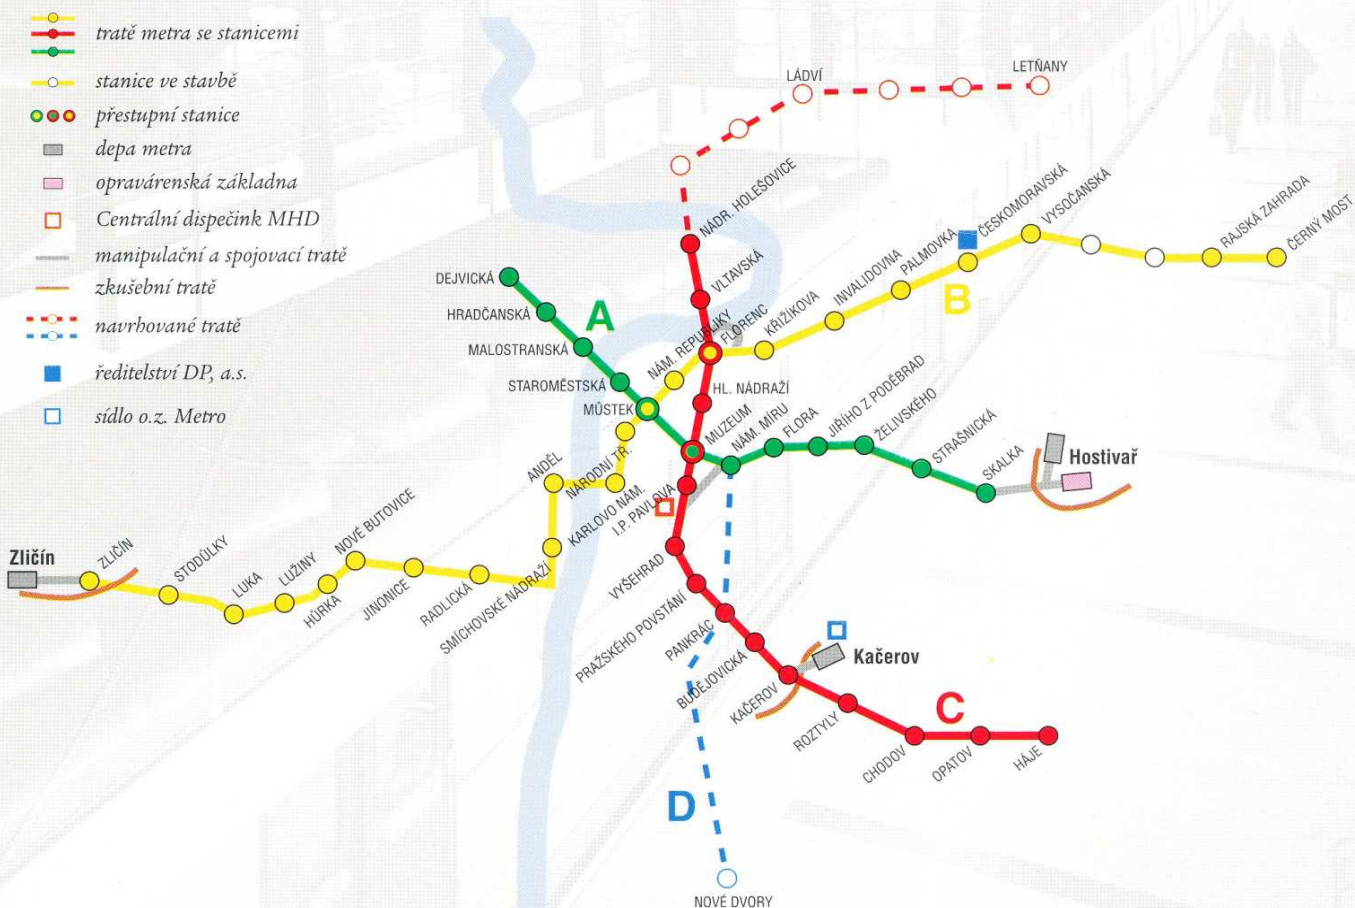 tratě metra se stanicemi
stanice ve stavbě
přestupní stanice
depa metra
opravárenská základna
Centrální dispečink MHD
manipulační a spojovací tratě
zkušební tratě
navrhované tratě
ředitelství DP, a.s.
sídlo o.z. Metro
LÁDVÍ
LETŇANY
NÁDR. HOLEŠOVICE
VLTAVSKÁ
FLORENC
HL. NÁDRAŽÍ
MUZEUM
I.P. PAVLOVA
VYŠEHRAD
PRAŽSKÉHO POVSTÁNÍ
PANKRÁC
BUDĚJOVICKÁ
KAČEROV
Kačerov
ROZTYLY
CHODOV
OPATOV
HÁJE
C
DEJVICKÁ
HRADČANSKÁ
A
MALOSTRANSKÁ
STAROMĚSTSKÁ
MŮSTEK
NÁM. MÍRU
FLORA
JIŘÍHO Z PODĚBRAD
ŽELIVSKÉHO
STRAŠNICKÁ
SKALKA
Hostivař
Zličín
ZLIČÍN
STODŮLKY
LUKA
LUŽINY
HŮRKA
NOVÉ BUTOVICE
JINONICE
RADLICKÁ
SMÍCHOVSKÉ NÁDRAŽÍ
ANDĚL
KARLOVO NÁM.
NÁRODNÍ TŘ.
NÁM. REPUBLIKY
KŘIŽÍKOVA
INVALIDOVNA
PALMOVKA
ČESKOMORAVSKÁ
VYSOČANSKÁ
RAJSKÁ ZAHRADA
ČERNÝ MOST
B
D
NOVÉ DVORY